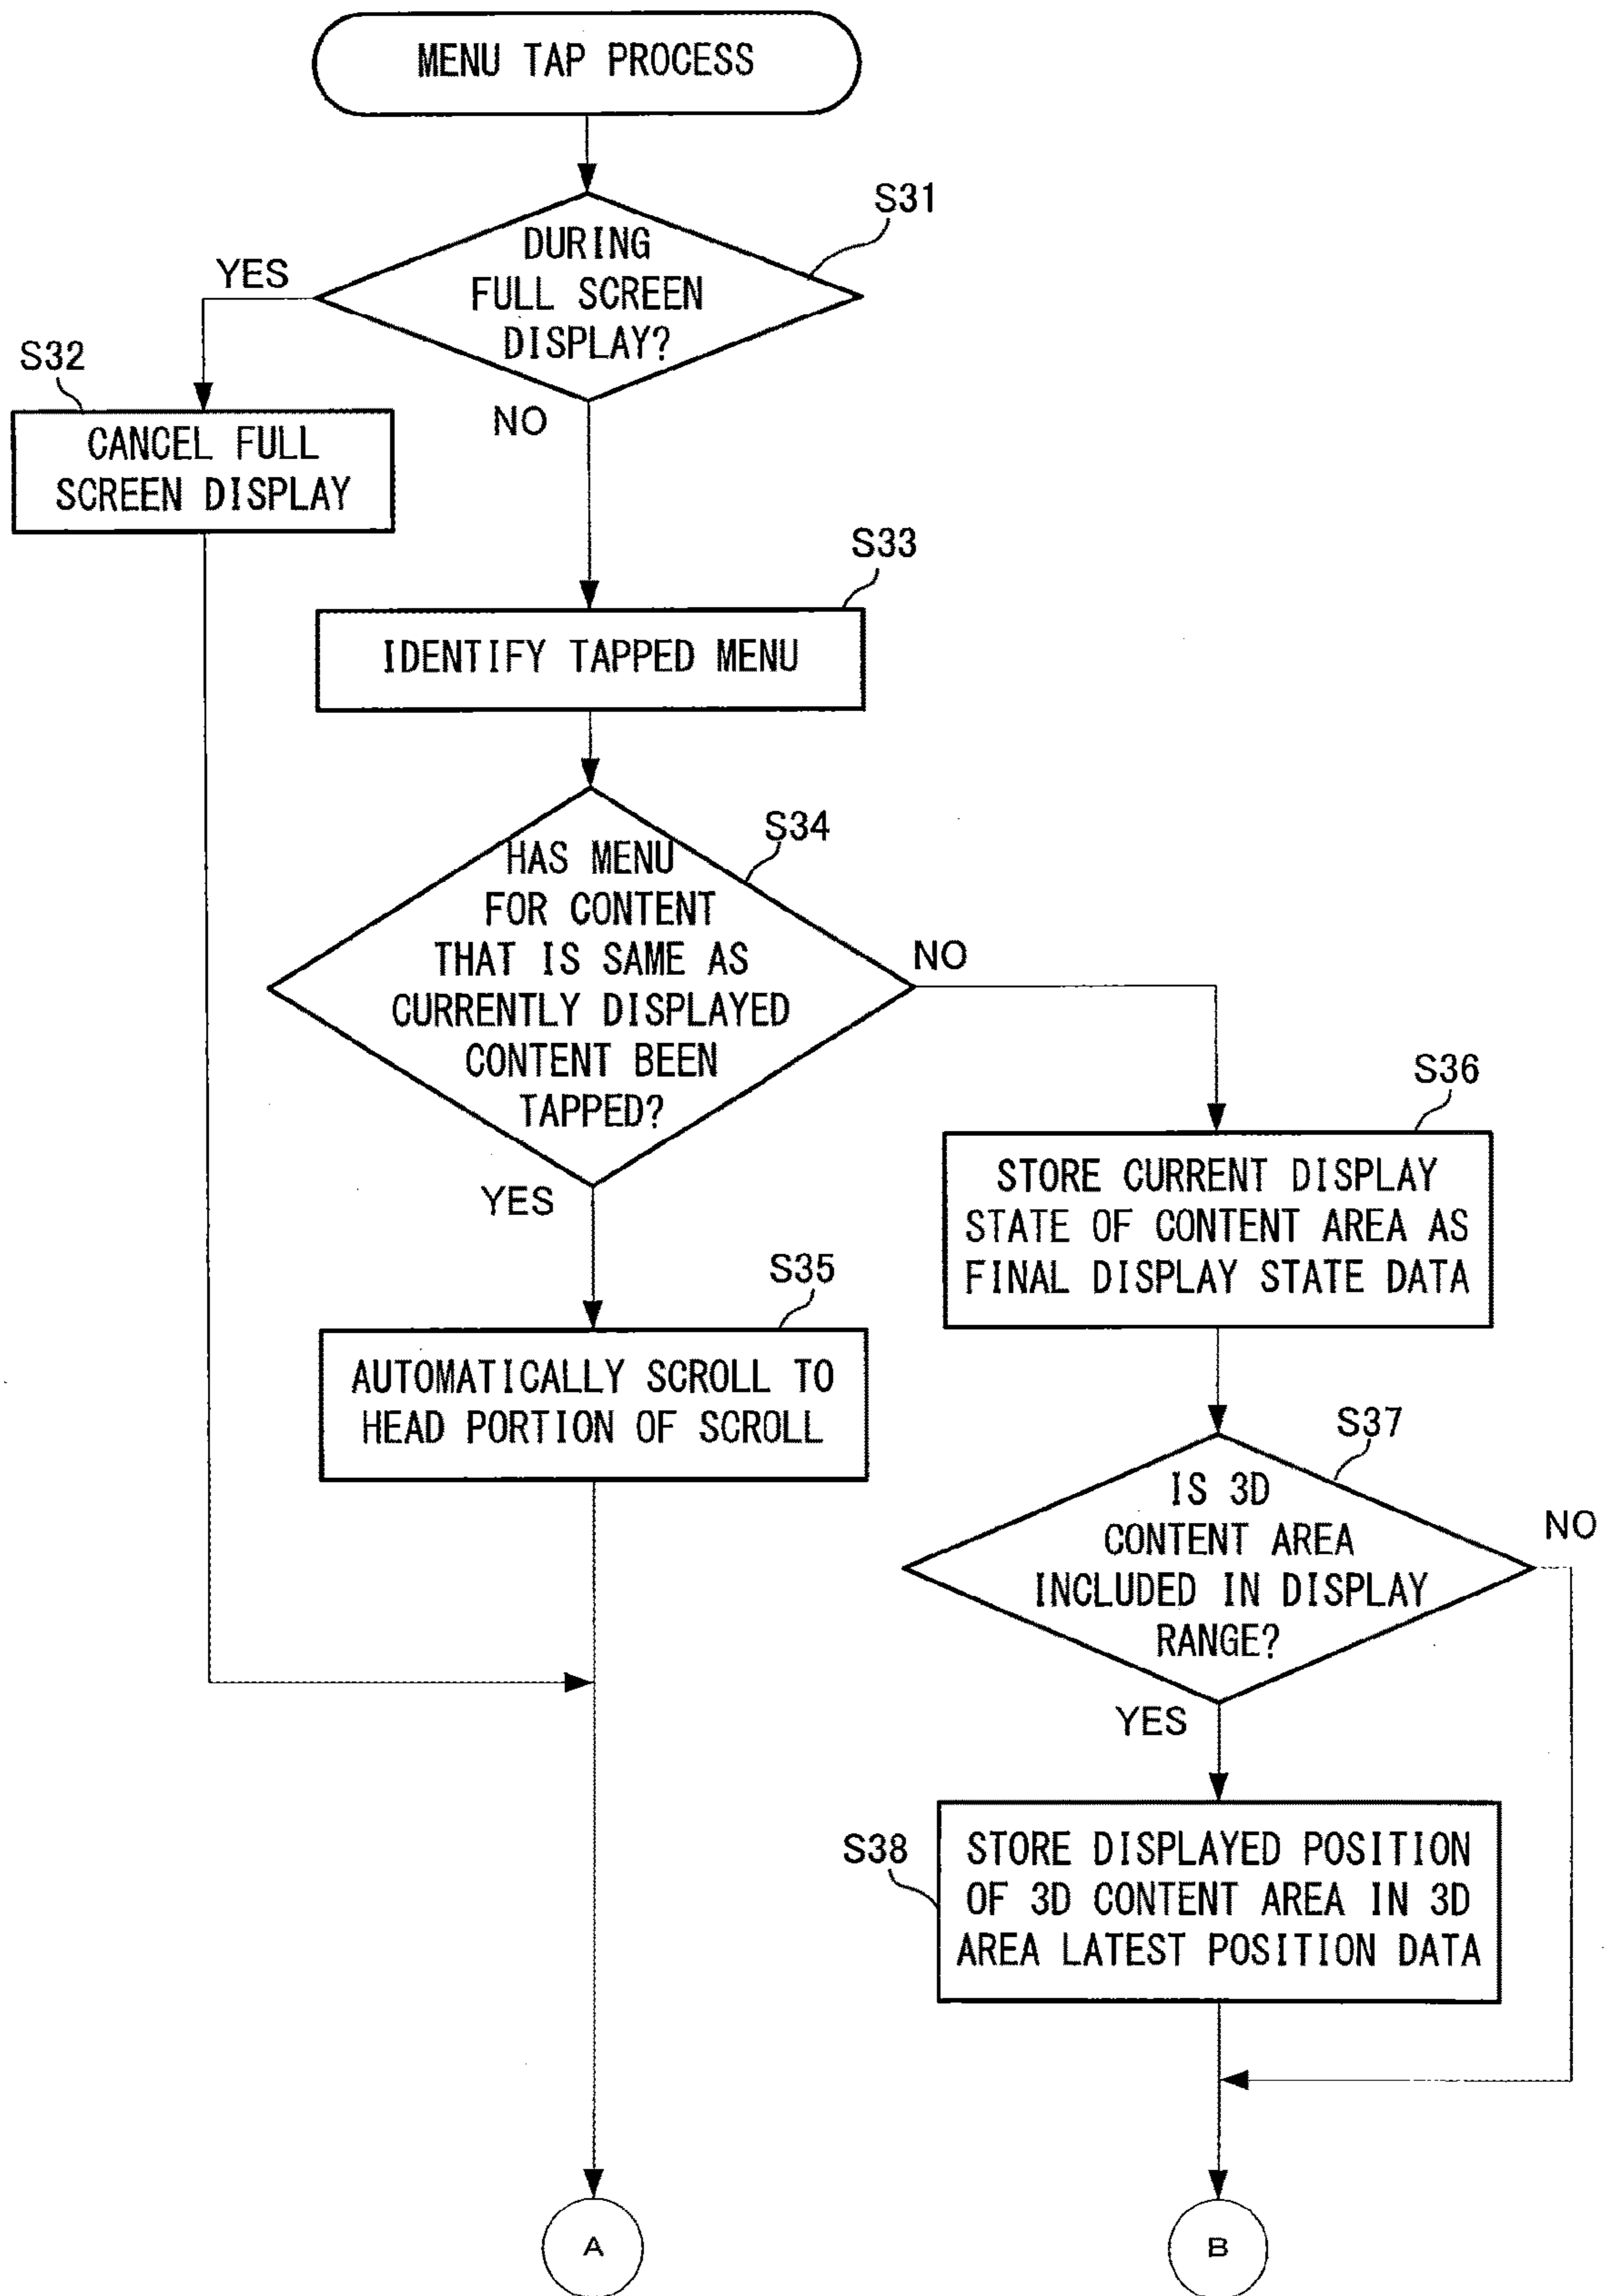 MENU TAP PROCESS
S31
DURING
FULL SCREEN
DISPLAY?
YES
NO
S32
CANCEL FULL
SCREEN DISPLAY
S33
IDENTIFY TAPPED MENU
S34
HAS MENU
FOR CONTENT
THAT IS SAME AS
CURRENTLY DISPLAYED
CONTENT BEEN
TAPPED?
NO
YES
S35
AUTOMATICALLY SCROLL TO
HEAD PORTION OF SCROLL
S36
STORE CURRENT DISPLAY
STATE OF CONTENT AREA AS
FINAL DISPLAY STATE DATA
S37
IS 3D
CONTENT AREA
INCLUDED IN DISPLAY
RANGE?
NO
YES
S38
STORE DISPLAYED POSITION
OF 3D CONTENT AREA IN 3D
AREA LATEST POSITION DATA
A
B